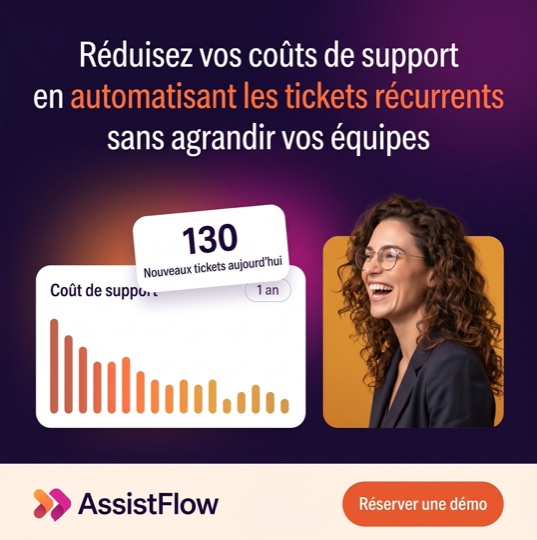 Réduisez vos coûts de support
en automatisant les tickets récurrents
sans agrandir vos équipes
130
Nouveaux tickets aujourd'hui
Coût de support
1 an
AssistFlow
Réserver une démo